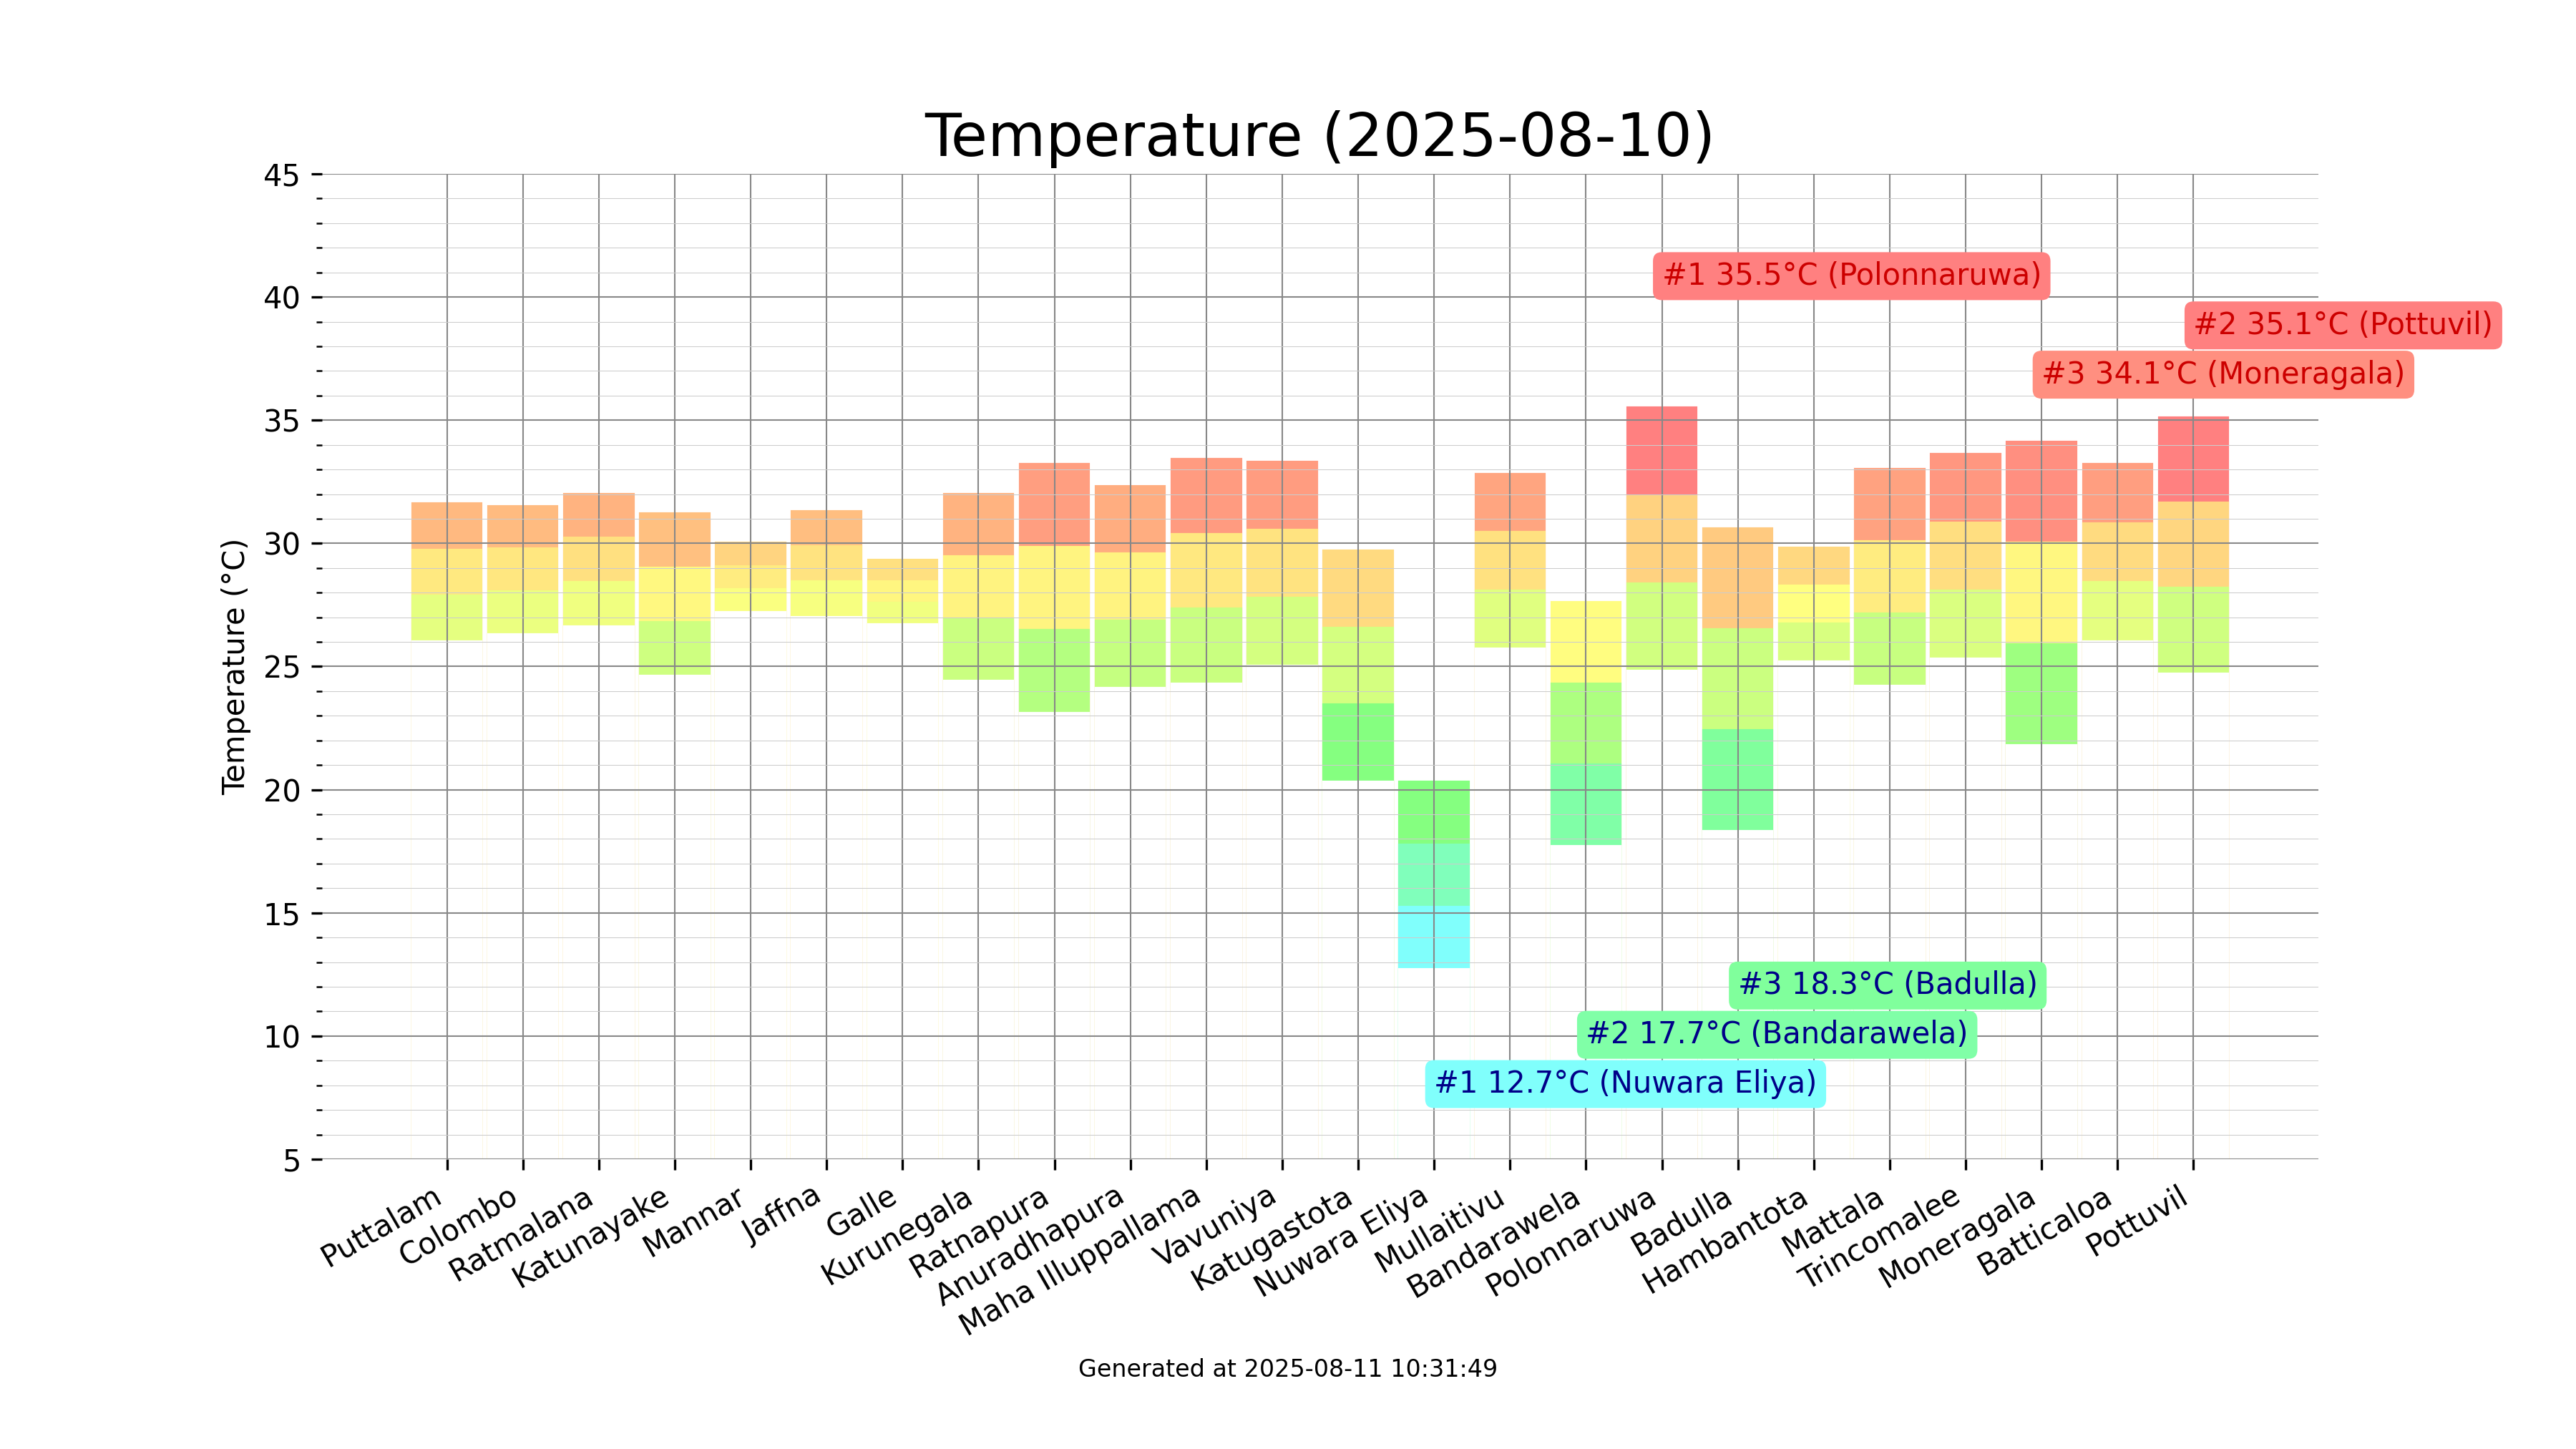 Temperature (2025-08-10)
45
40
35
30
25
20
15
10
5
Temperature (°C)
#1 35.5°C (Polonnaruwa)
#2 35.1°C (Pottuvil)
#3 34.1°C (Moneragala)
#3 18.3°C (Badulla)
#2 17.7°C (Bandarawela)
#1 12.7°C (Nuwara Eliya)
Puttalam
Colombo
Ratmalana
Katunayake
Mannar
Jaffna
Galle
Kurunegala
Ratnapura
Anuradhapura
Maha Illuppallama
Vavuniya
Katugastota
Nuwara Eliya
Mullaitivu
Bandarawela
Polonnaruwa
Badulla
Hambantota
Mattala
Trincomalee
Moneragala
Batticaloa
Pottuvil
Generated at 2025-08-11 10:31:49